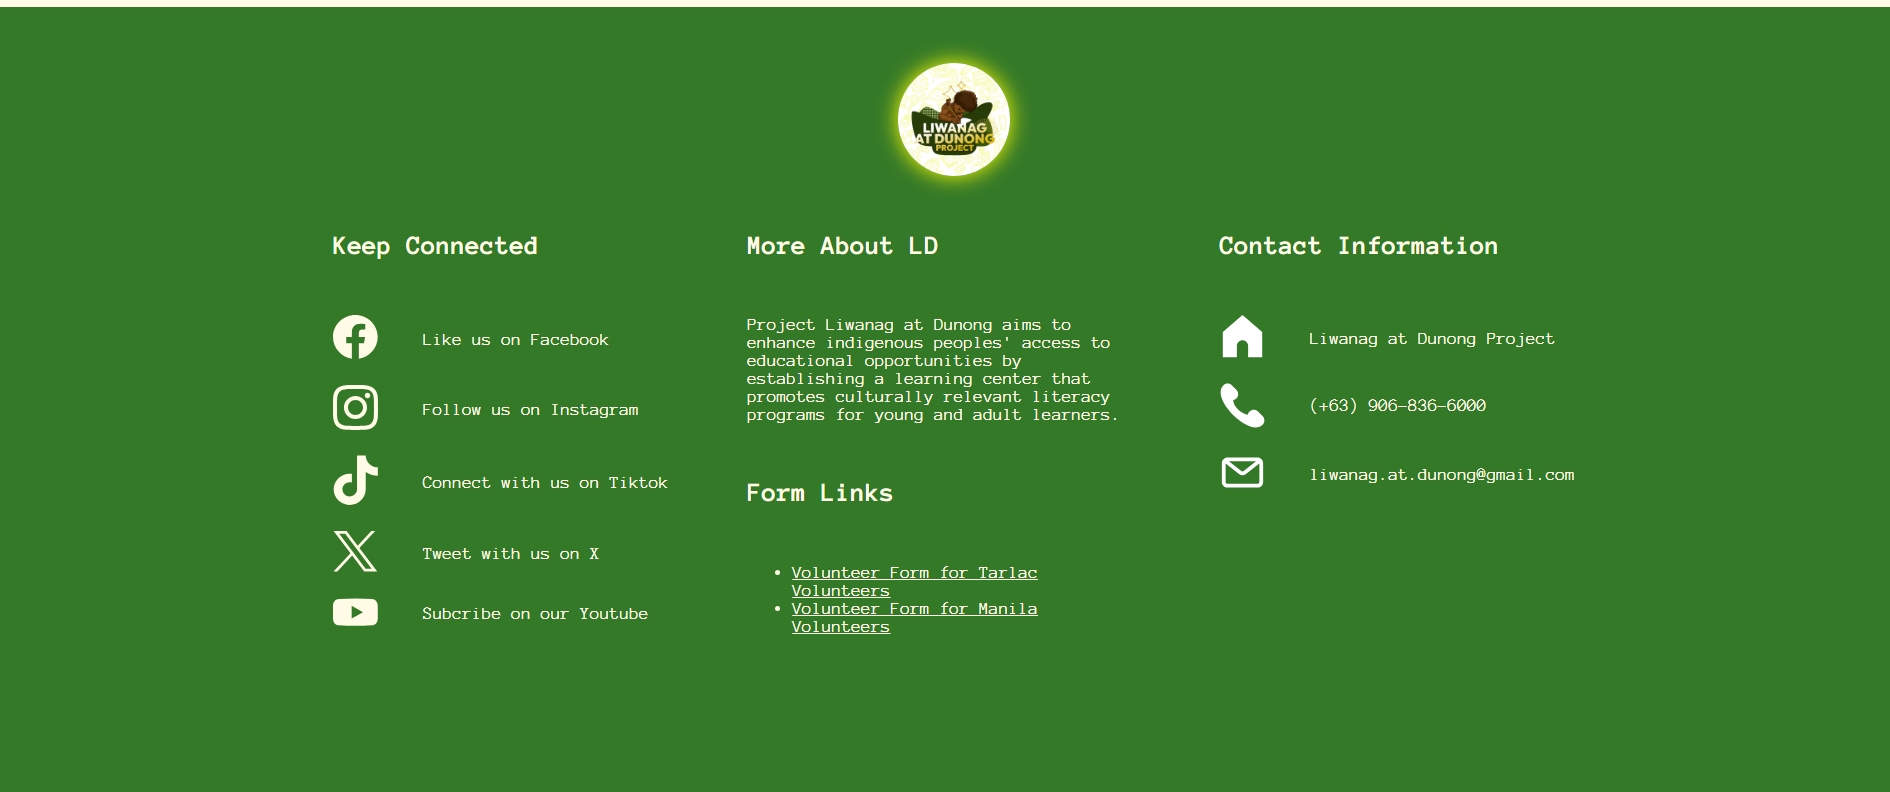 LIWANAG
AT DUNONG
PROJECT
Keep Connected
Like us on Facebook
Follow us on Instagram
Connect with us on Tiktok
Tweet with us on X
Subcribe on our Youtube
More About LD
Project Liwanag at Dunong aims to
enhance indigenous peoples' access to
educational opportunities by
establishing a learning center that
promotes culturally relevant literacy
programs for young and adult learners.
Form Links
• Volunteer Form for Tarlac
Volunteers
• Volunteer Form for Manila
Volunteers
Contact Information
Liwanag at Dunong Project
(+63) 906-836-6000
liwanag.at.dunong@gmail.com